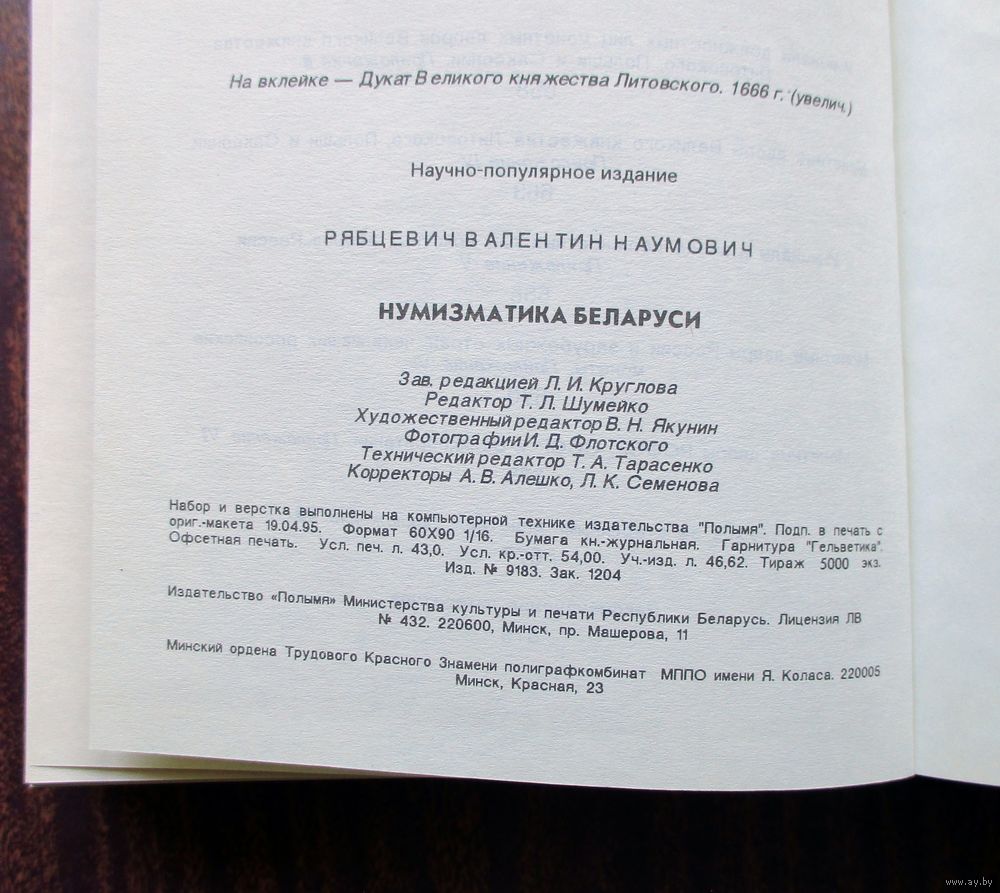 На вклейке — Дукат Великого княжества Литовского. 1666 г. (увелич.)
Научно-популярное издание
РЯБЦЕВИЧ ВАЛЕНТИН НАУМОВИЧ
НУМИЗМАТИКА БЕЛАРУСИ
Зав. редакцией Л. И. Круглова
Редактор Т. Л. Шумейко
Художественный редактор В. Н. Якунин
Фотографии И. Д. Флотского
Технический редактор Т. А. Тарасенко
Корректоры А. В. Алешко, Л. К. Семенова
Набор и верстка выполнены на компьютерной технике издательства "Полымя". Подп. в печать с
ориг.-макета 19.04.95. Формат 60X90 1/16. Бумага кн.-журнальная. Гарнитура "Гельветика".
Офсетная печать. Усл. печ. л. 43,0. Усл. кр.-отт. 54,00. Уч.-изд. л. 46,62. Тираж 5000 экз.
Изд. № 9183. Зак. 1204
Издательство «Полымя» Министерства культуры и печати Республики Беларусь. Лицензия ЛВ
№ 432. 220600, Минск, пр. Машерова, 11
Минский ордена Трудового Красного Знамени полиграфкомбинат МППО имени Я. Коласа. 220005
Минск, Красная, 23
www.ay.by